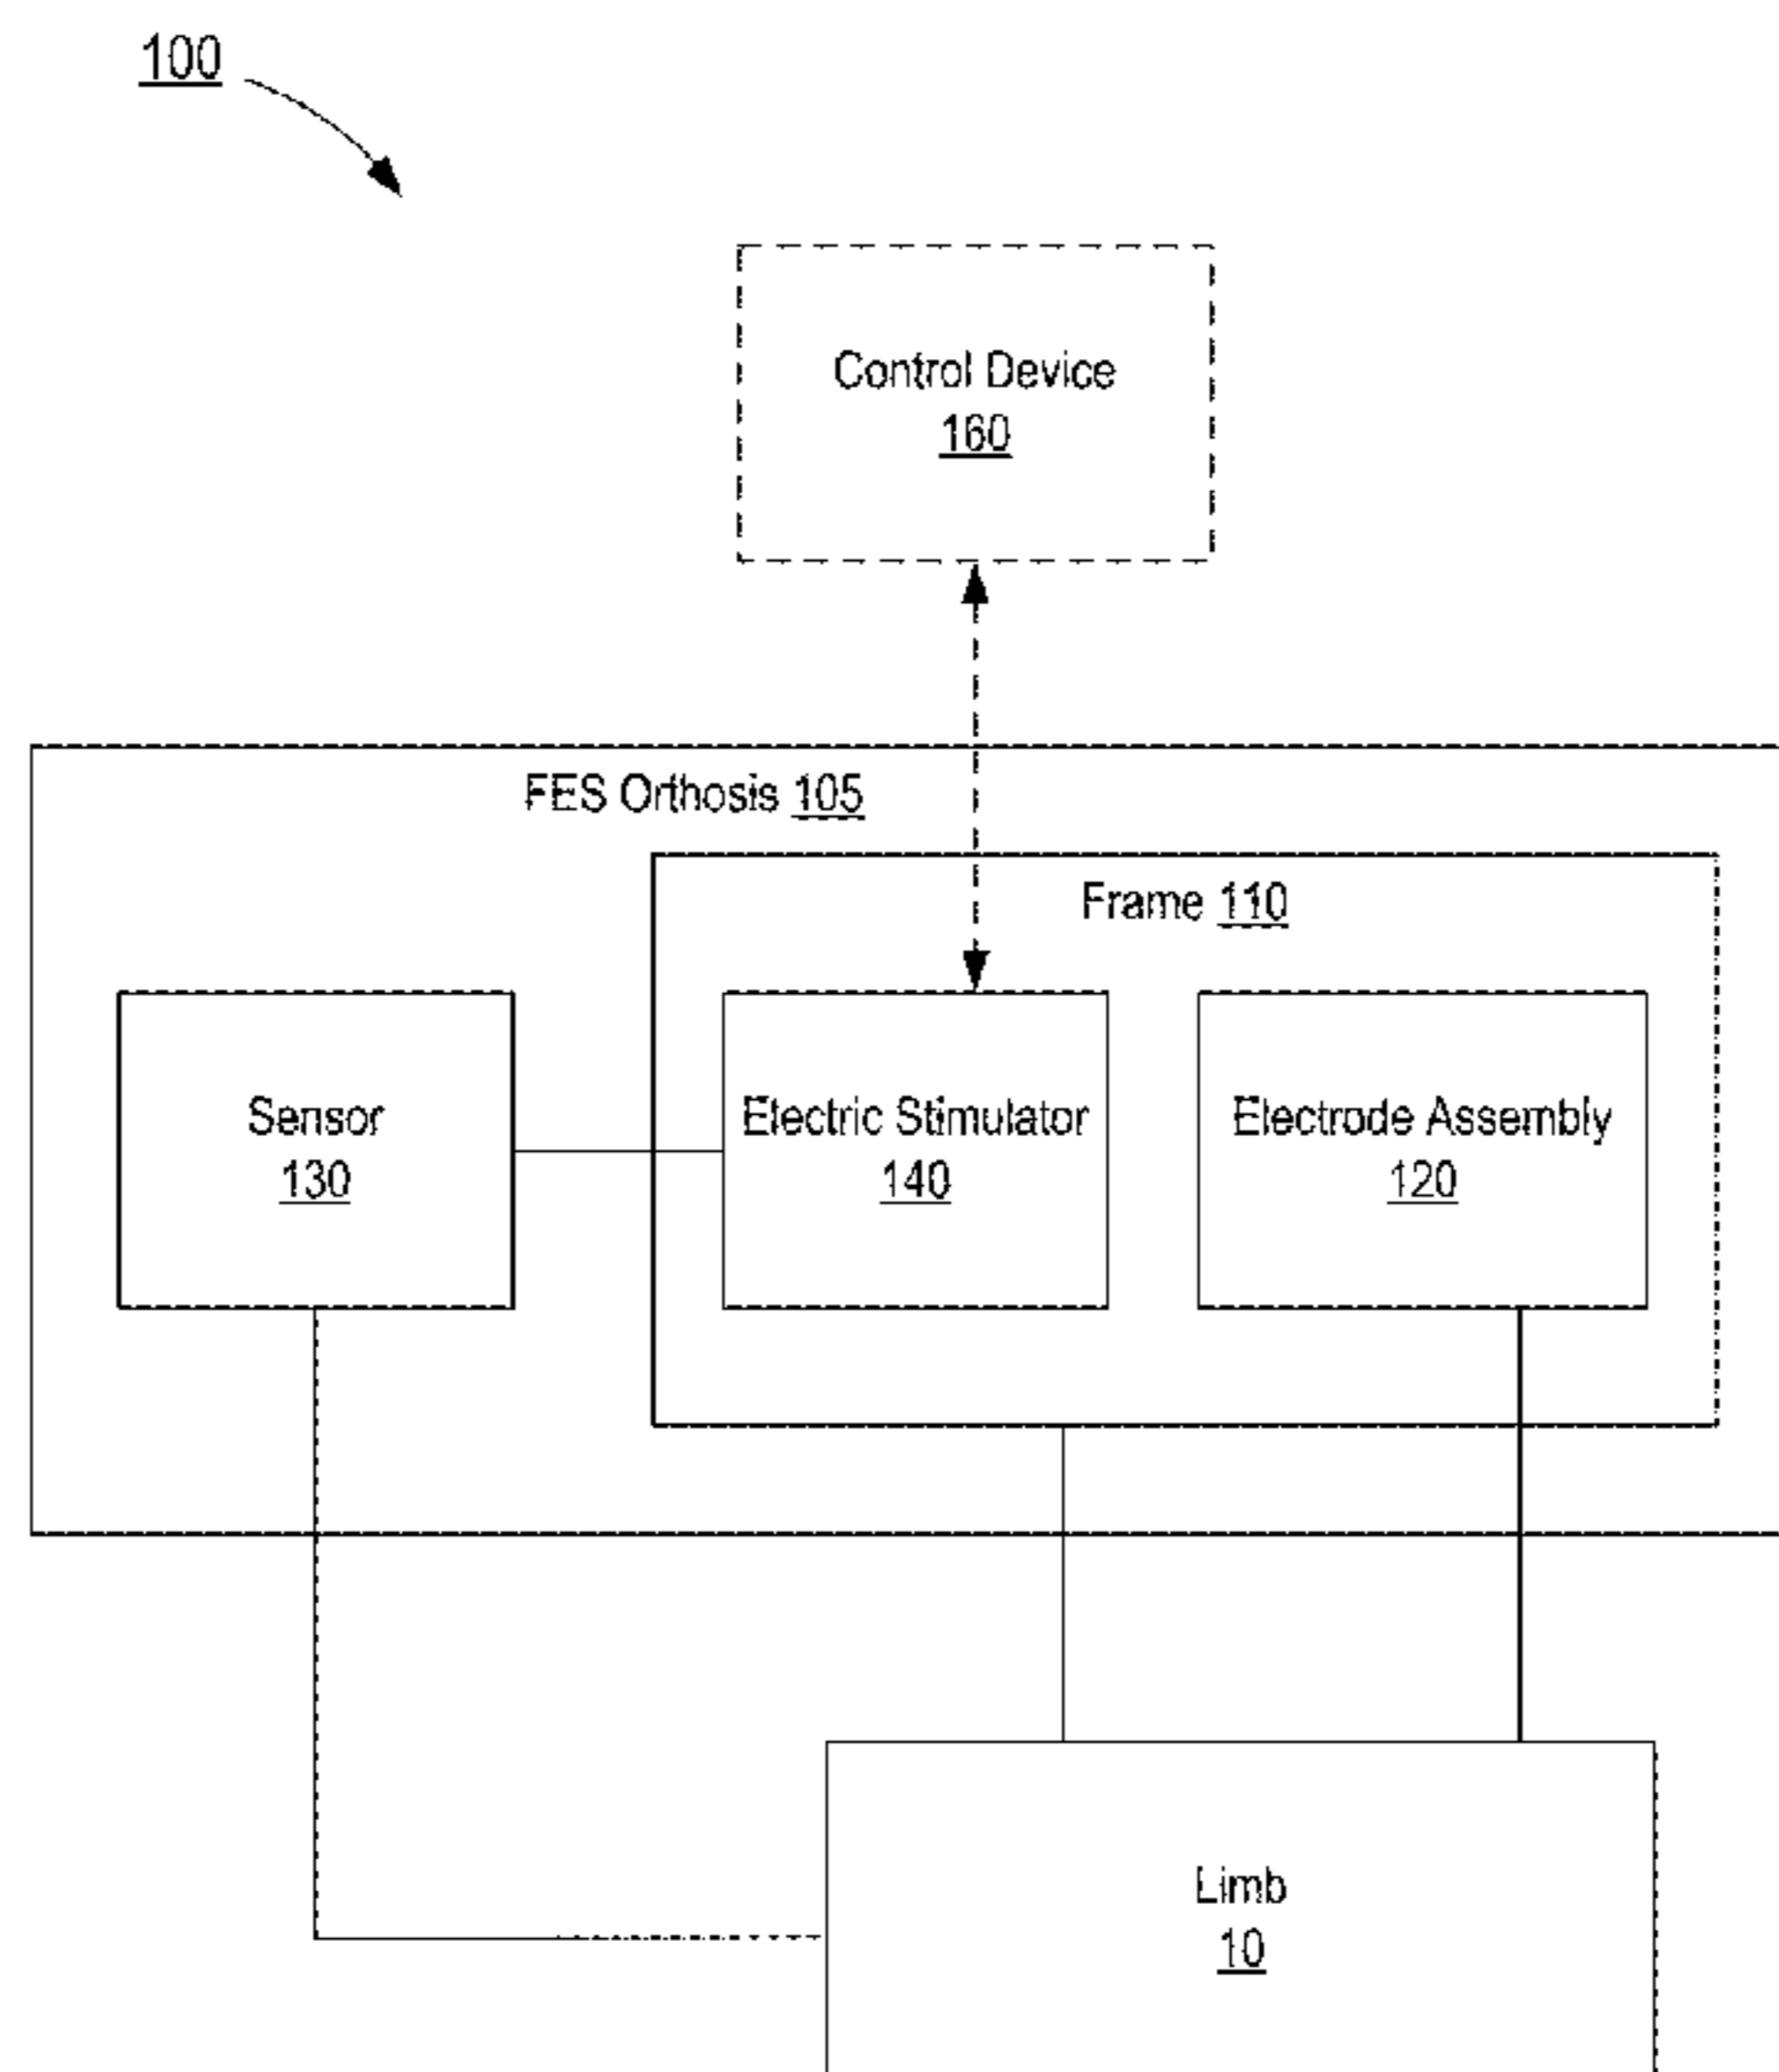 100
Control Device
160
FES Orthosis 105
Frame 110
Sensor
130
Electric Stimulator
140
Electrode Assembly
120
Limb
10